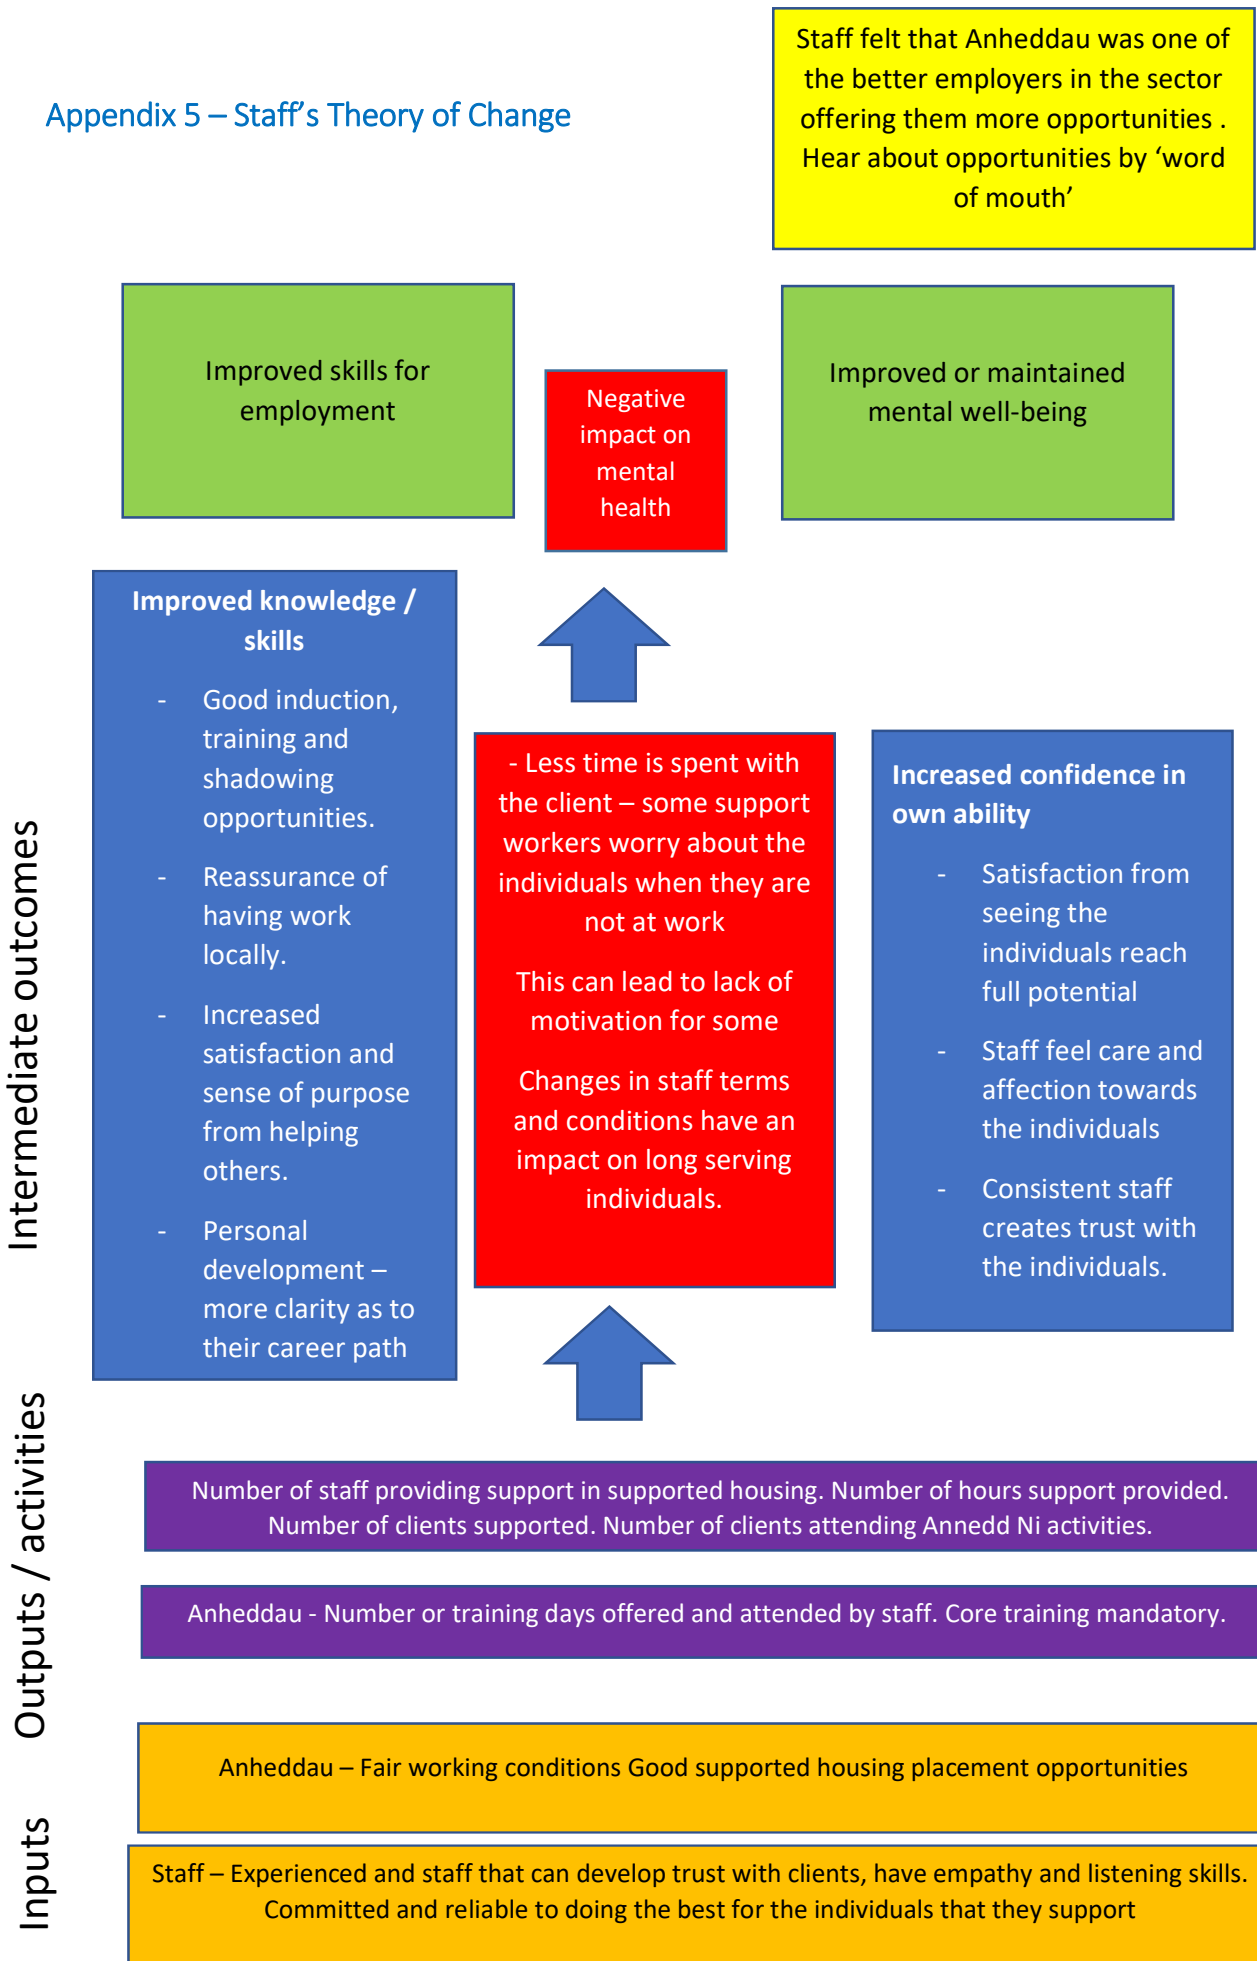 Appendix 5 – Staff's Theory of Change
Staff felt that Anheddau was one of
the better employers in the sector
offering them more opportunities .
Hear about opportunities by 'word
of mouth'
Improved skills for
employment
Negative
impact on
mental
health
Improved or maintained
mental well-being
Intermediate outcomes
Improved knowledge /
skills
- Good induction,
training and
shadowing
opportunities.
- Reassurance of
having work
locally.
- Increased
satisfaction and
sense of purpose
from helping
others.
- Personal
development –
more clarity as to
their career path
- Less time is spent with
the client – some support
workers worry about the
individuals when they are
not at work
This can lead to lack of
motivation for some
Changes in staff terms
and conditions have an
impact on long serving
individuals.
Increased confidence in
own ability
- Satisfaction from
seeing the
individuals reach
full potential
- Staff feel care and
affection towards
the individuals
- Consistent staff
creates trust with
the individuals.
Outputs / activities
Number of staff providing support in supported housing. Number of hours support provided.
Number of clients supported. Number of clients attending Annedd Ni activities.
Anheddau - Number or training days offered and attended by staff. Core training mandatory.
Inputs
Anheddau – Fair working conditions Good supported housing placement opportunities
Staff – Experienced and staff that can develop trust with clients, have empathy and listening skills.
Committed and reliable to doing the best for the individuals that they support